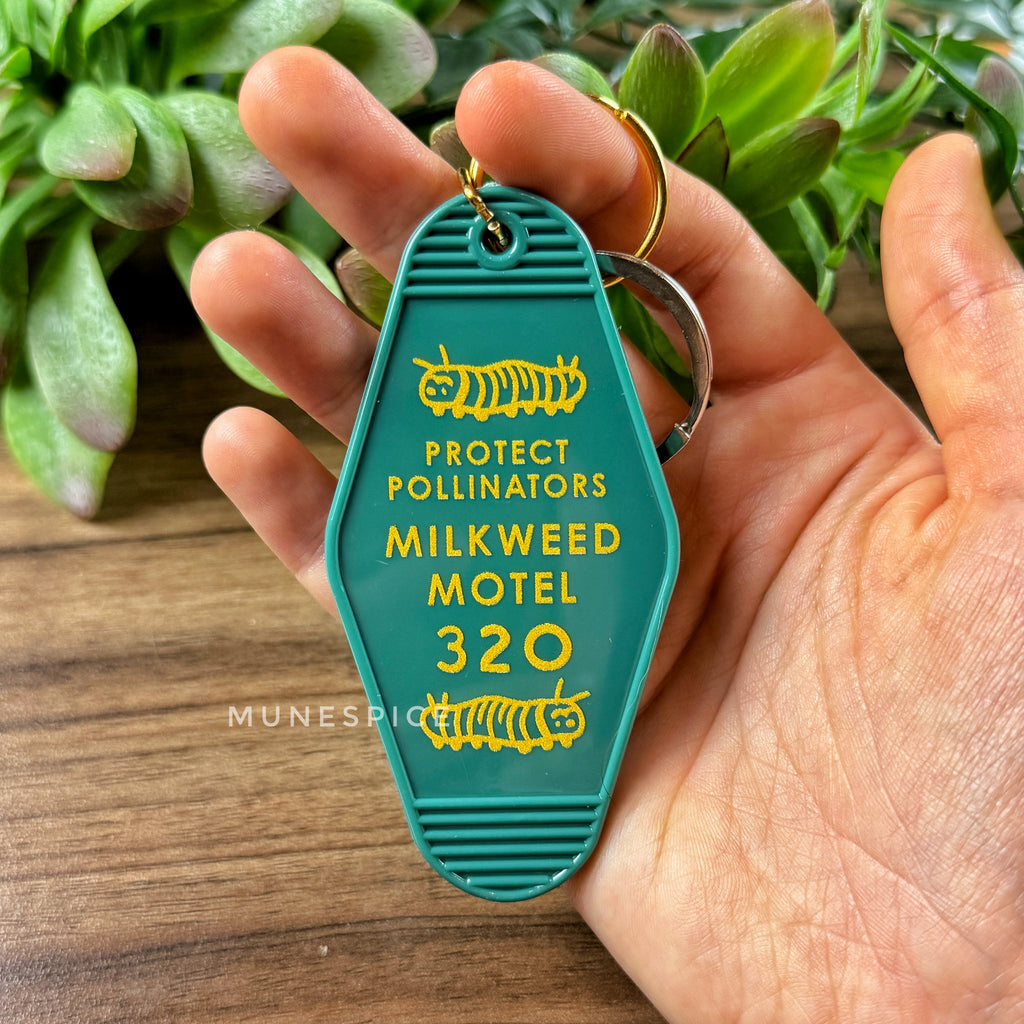 PROTECT
POLLINATORS
MILKWEED
MOTEL
320
MUNESPICE